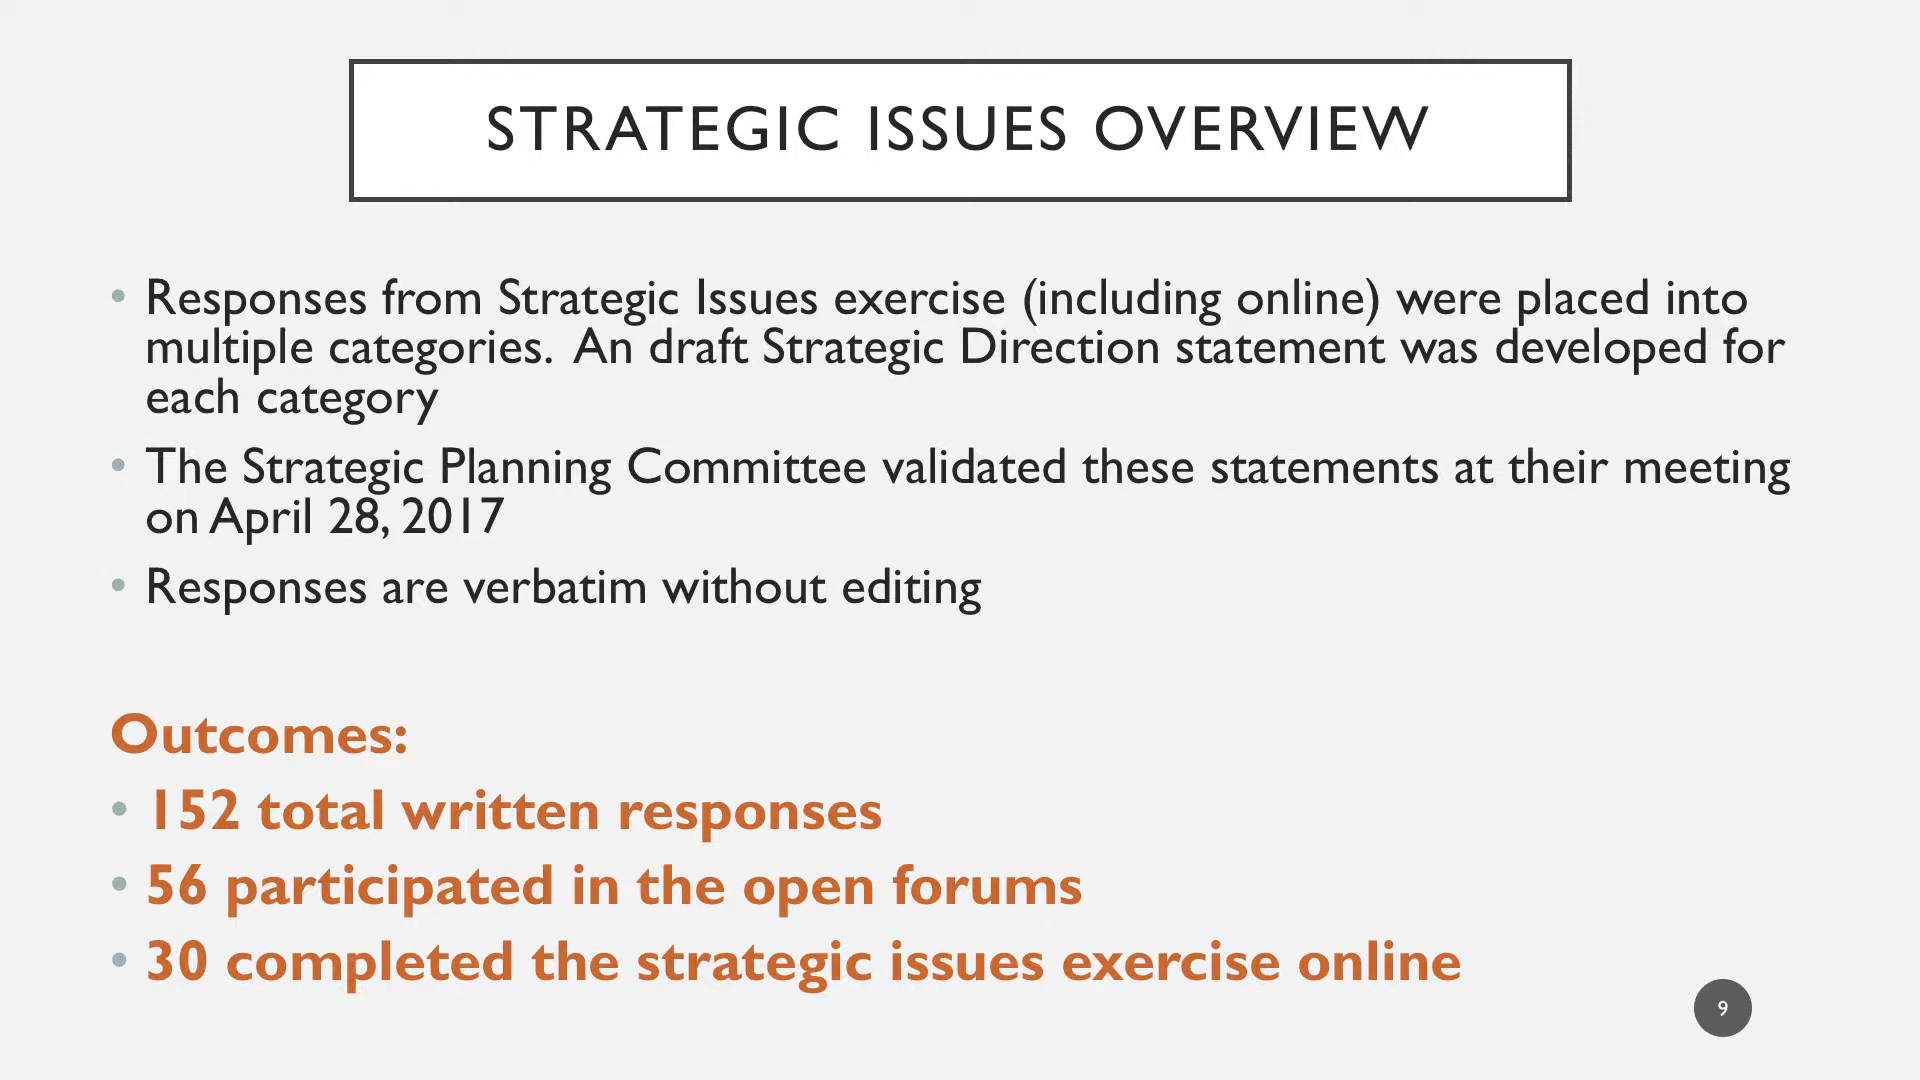 STRATEGIC ISSUES OVERVIEW
• Responses from Strategic Issues exercise (including online) were placed into
multiple categories.  An draft Strategic Direction statement was developed for
each category
• The Strategic Planning Committee validated these statements at their meeting
on April 28, 2017
• Responses are verbatim without editing
Outcomes:
• 152 total written responses
• 56 participated in the open forums
• 30 completed the strategic issues exercise online
9